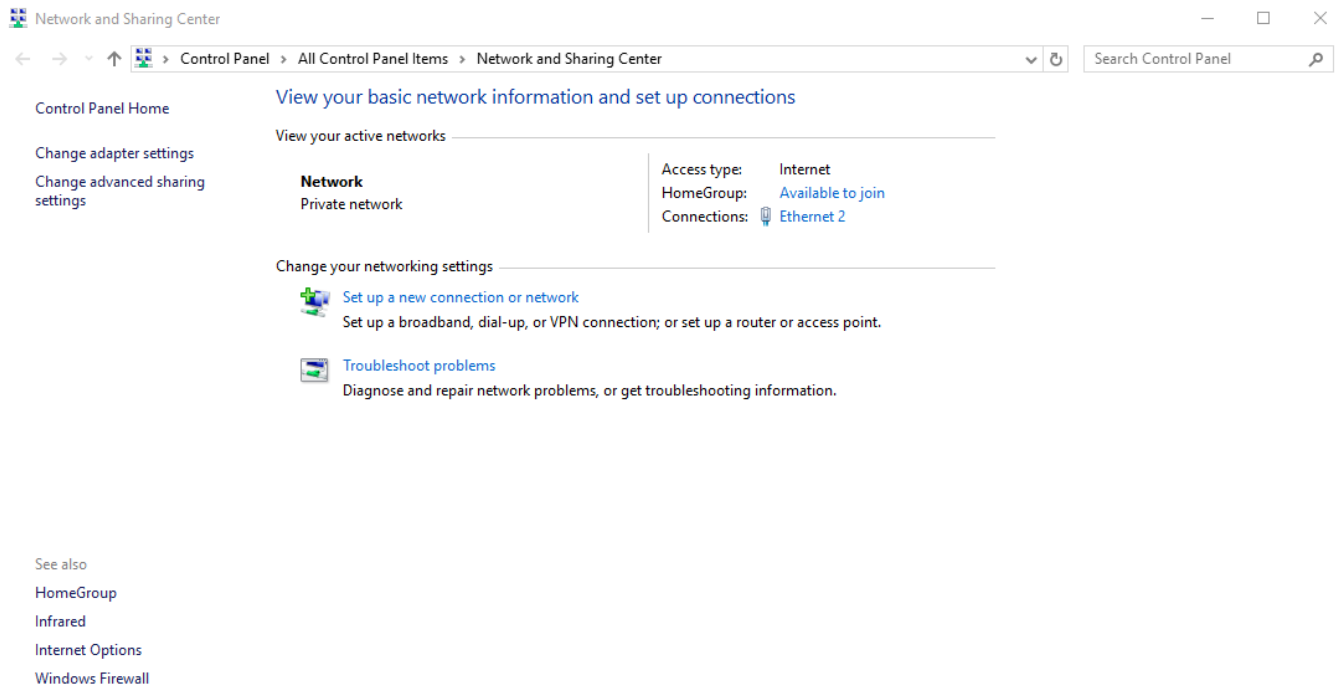 Network and Sharing Center
Control Panel > All Control Panel Items > Network and Sharing Center
Search Control Panel
Control Panel Home
Change adapter settings
Change advanced sharing
settings
View your basic network information and set up connections
View your active networks
Network
Private network
Access type: Internet
HomeGroup: Available to join
Connections: Ethernet 2
Change your networking settings
Set up a new connection or network
Set up a broadband, dial-up, or VPN connection; or set up a router or access point.
Troubleshoot problems
Diagnose and repair network problems, or get troubleshooting information.
See also
HomeGroup
Infrared
Internet Options
Windows Firewall